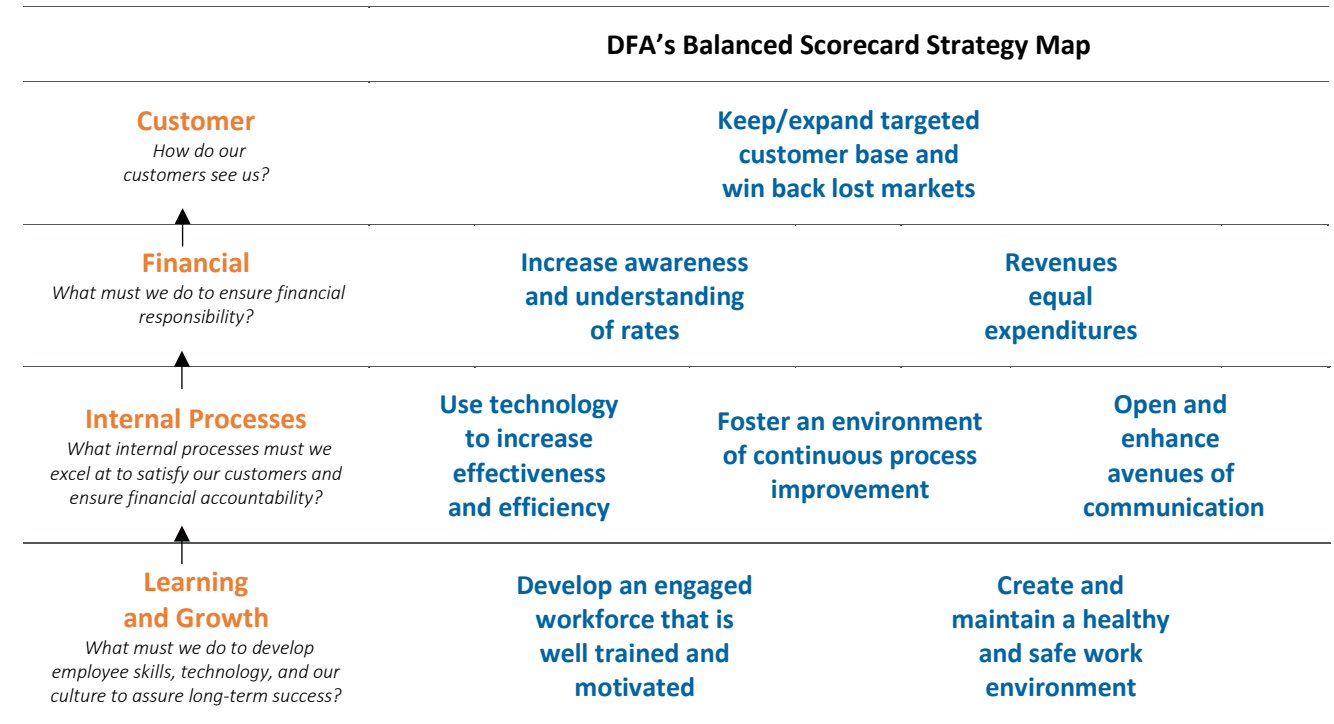 DFA’s Balanced Scorecard Strategy Map
Customer
How do our
customers see us?
Keep/expand targeted
customer base and
win back lost markets
Financial
What must we do to ensure financial
responsibility?
Increase awareness
and understanding
of rates
Revenues
equal
expenditures
Internal Processes
What internal processes must we
excel at to satisfy our customers and
ensure financial accountability?
Use technology
to increase
effectiveness
and efficiency
Foster an environment
of continuous process
improvement
Open and
enhance
avenues of
communication
Learning
and Growth
What must we do to develop
employee skills, technology, and our
culture to assure long-term success?
Develop an engaged
workforce that is
well trained and
motivated
Create and
maintain a healthy
and safe work
environment